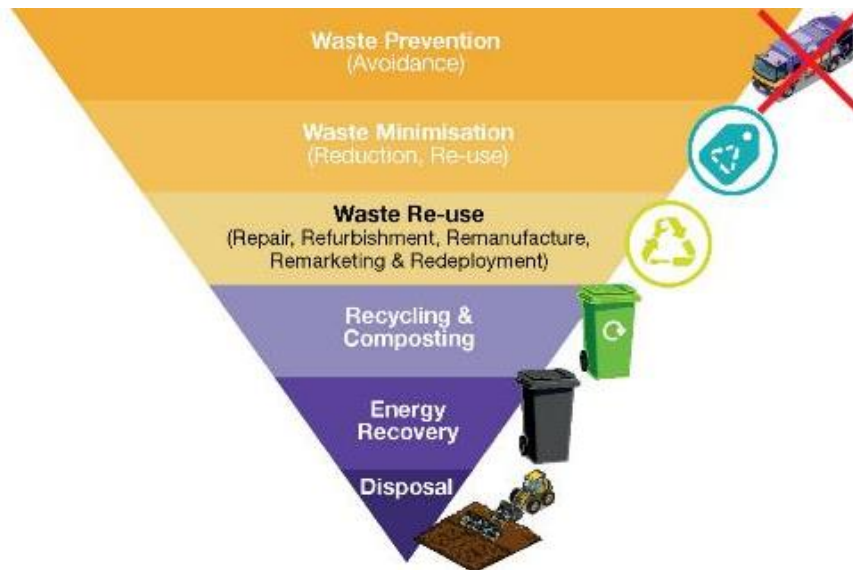 Waste Prevention
(Avoidance)
Waste Minimisation
(Reduction, Re-use)
Waste Re-use
(Repair, Refurbishment, Remanufacture,
Remarketing & Redeployment)
Recycling &
Composting
Energy
Recovery
Disposal